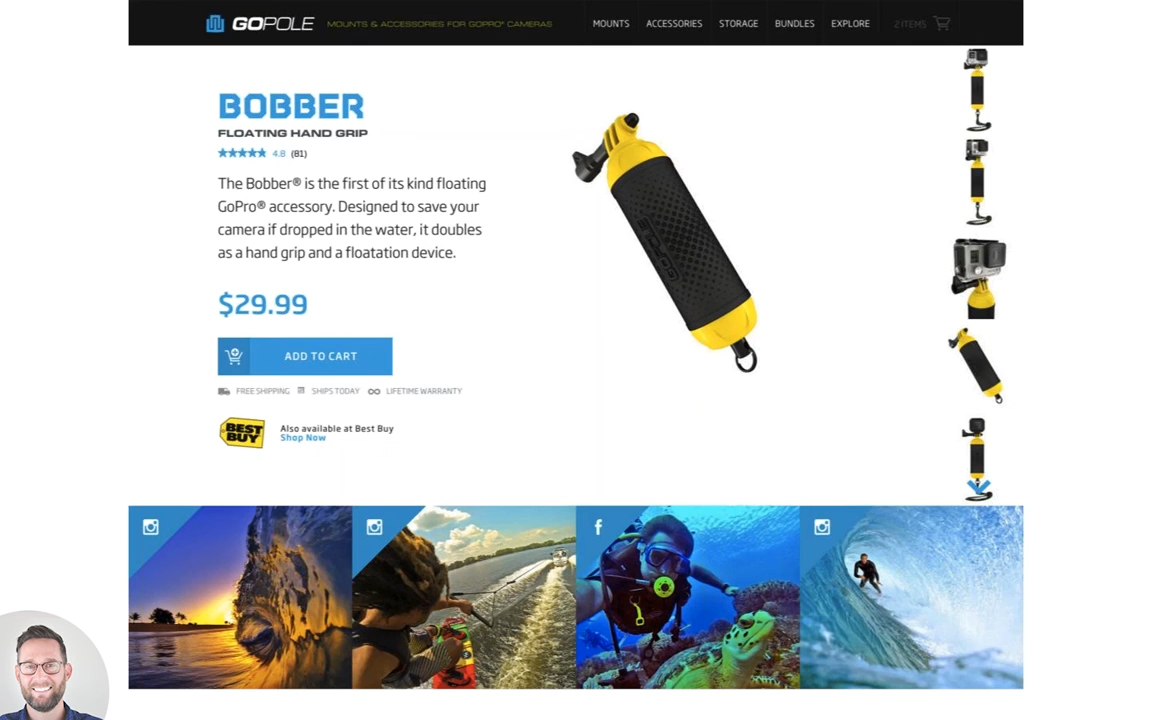 GOPOLE
MOUNTS & ACCESSORIES FOR GOPRO® CAMERAS
MOUNTS
ACCESSORIES
STORAGE
BUNDLES
EXPLORE
2 ITEMS
BOBBER
FLOATING HAND GRIP
4.8 (81)
The Bobber® is the first of its kind floating
GoPro® accessory. Designed to save your
camera if dropped in the water, it doubles
as a hand grip and a floatation device.
$29.99
ADD TO CART
FREE SHIPPING
SHIPS TODAY
LIFETIME WARRANTY
BEST
BUY
Also available at Best Buy
Shop Now
GOPOLE